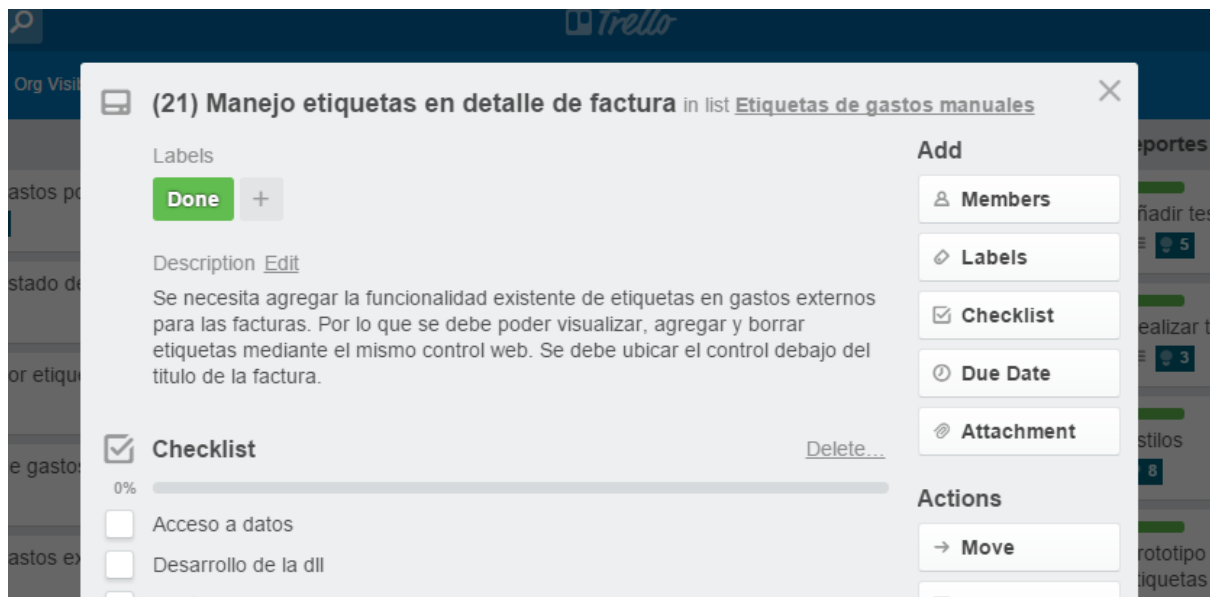 Trello
Org Visi
(21) Manejo etiquetas en detalle de factura in list Etiquetas de gastos manuales
Labels
Done +
Description Edit
Se necesita agregar la funcionalidad existente de etiquetas en gastos externos
para las facturas. Por lo que se debe poder visualizar, agregar y borrar
etiquetas mediante el mismo control web. Se debe ubicar el control debajo del
titulo de la factura.
Checklist Delete...
0%
Acceso a datos
Desarrollo de la dll
Add
Members
Labels
Checklist
Due Date
Attachment
Actions
Move
astos po
stado de
or etique
e gastos
astos ex
eportes
ñadir tes
5
ealizar t
3
stilos
8
rototipo
tiquetas